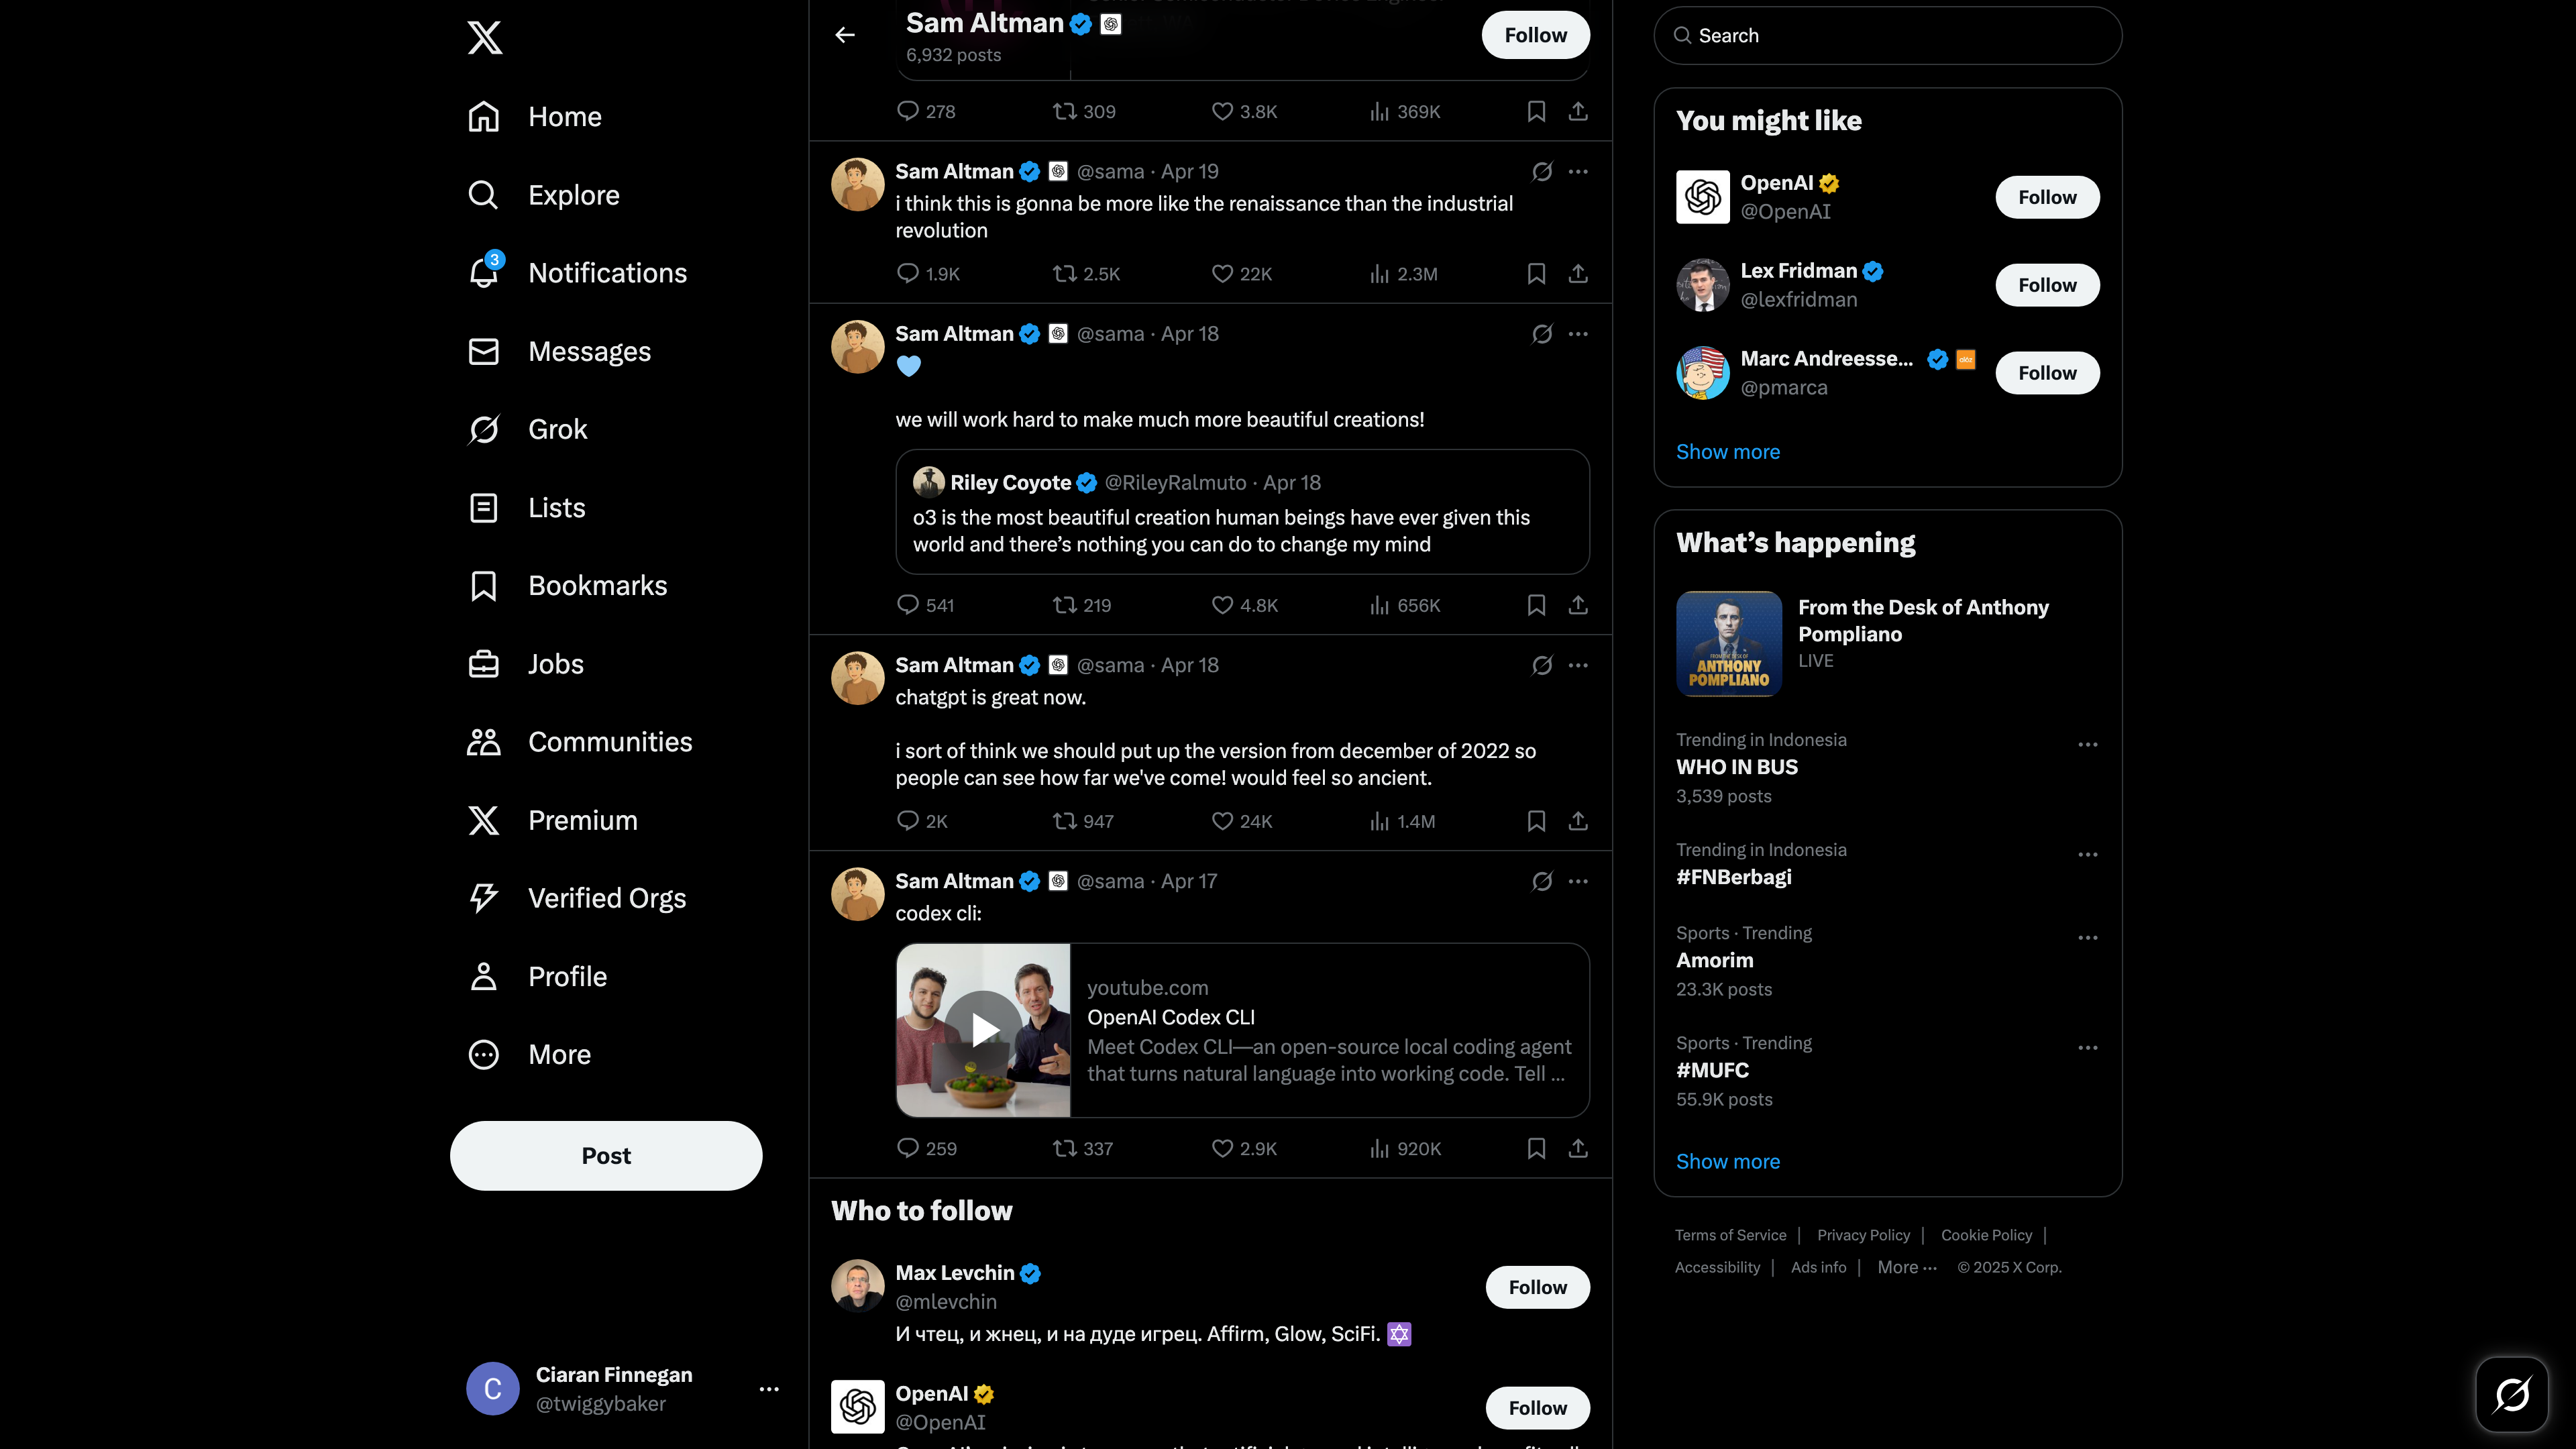 Home
Explore
3
Notifications
Messages
Grok
Lists
Bookmarks
Jobs
Communities
Premium
Verified Orgs
Profile
More
Post
C
Ciaran Finnegan
@twiggybaker
Sam Altman
6,932 posts
Follow
278 309 3.8K 369K
Sam Altman @sama · Apr 19
i think this is gonna be more like the renaissance than the industrial
revolution
1.9K 2.5K 22K 2.3M
Sam Altman @sama · Apr 18
🩵
we will work hard to make much more beautiful creations!
Riley Coyote @RileyRalmuto · Apr 18
o3 is the most beautiful creation human beings have ever given this
world and there’s nothing you can do to change my mind
541 219 4.8K 656K
Sam Altman @sama · Apr 18
chatgpt is great now.
i sort of think we should put up the version from december of 2022 so
people can see how far we've come! would feel so ancient.
2K 947 24K 1.4M
Sam Altman @sama · Apr 17
codex cli:
youtube.com
OpenAI Codex CLI
Meet Codex CLI—an open-source local coding agent
that turns natural language into working code. Tell ...
259 337 2.9K 920K
Who to follow
Max Levchin
@mlevchin
Follow
И чтец, и жнец, и на дуде игрец. Affirm, Glow, SciFi. 🔯
OpenAI
@OpenAI
Follow
Search
You might like
OpenAI
@OpenAI
Follow
Lex Fridman
@lexfridman
Follow
Marc Andreesse...
@pmarca
Follow
Show more
What’s happening
FROM THE DESK OF
ANTHONY
POMPLIANO
From the Desk of Anthony
Pompliano
LIVE
Trending in Indonesia
WHO IN BUS
3,539 posts
Trending in Indonesia
#FNBerbagi
Sports · Trending
Amorim
23.3K posts
Sports · Trending
#MUFC
55.9K posts
Show more
Terms of Service | Privacy Policy | Cookie Policy |
Accessibility | Ads info | More ··· © 2025 X Corp.